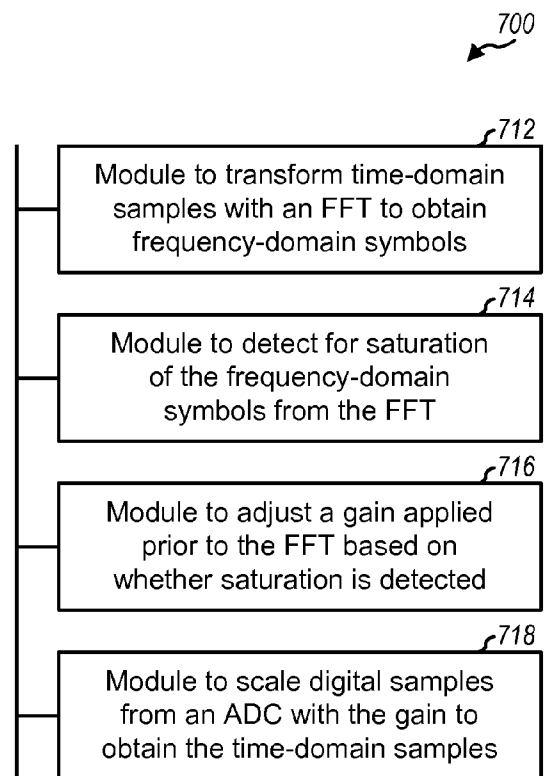 700
712
Module to transform time-domain
samples with an FFT to obtain
frequency-domain symbols
714
Module to detect for saturation
of the frequency-domain
symbols from the FFT
716
Module to adjust a gain applied
prior to the FFT based on
whether saturation is detected
718
Module to scale digital samples
from an ADC with the gain to
obtain the time-domain samples